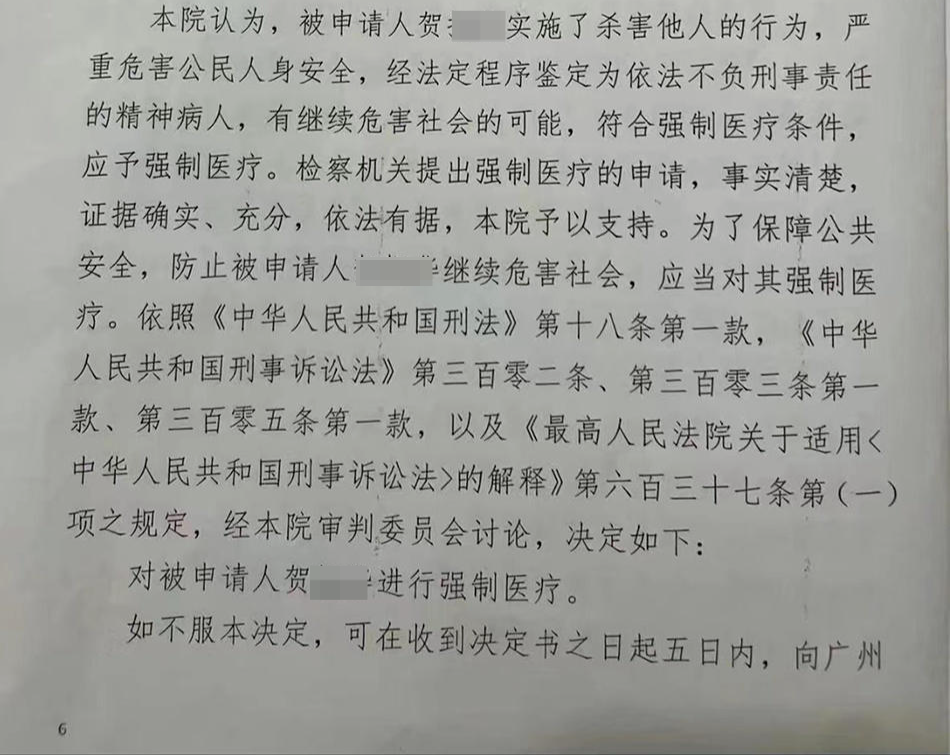 本院认为，被申请人贺 实施了杀害他人的行为，严
重危害公民人身安全，经法定程序鉴定为依法不负刑事责任
的精神病人，有继续危害社会的可能，符合强制医疗条件，
应予强制医疗。检察机关提出强制医疗的申请，事实清楚，
证据确实、充分，依法有据，本院予以支持。为了保障公共
安全，防止被申请人 继续危害社会，应当对其强制医
疗。依照《中华人民共和国刑法》第十八条第一款，《中华
人民共和国刑事诉讼法》第三百零二条、第三百零三条第一
款、第三百零五条第一款，以及《最高人民法院关于适用<
中华人民共和国刑事诉讼法>的解释》第六百三十七条第(一)
项之规定，经本院审判委员会讨论，决定如下：
对被申请人贺 进行强制医疗。
如不服本决定，可在收到决定书之日起五日内，向广州
6